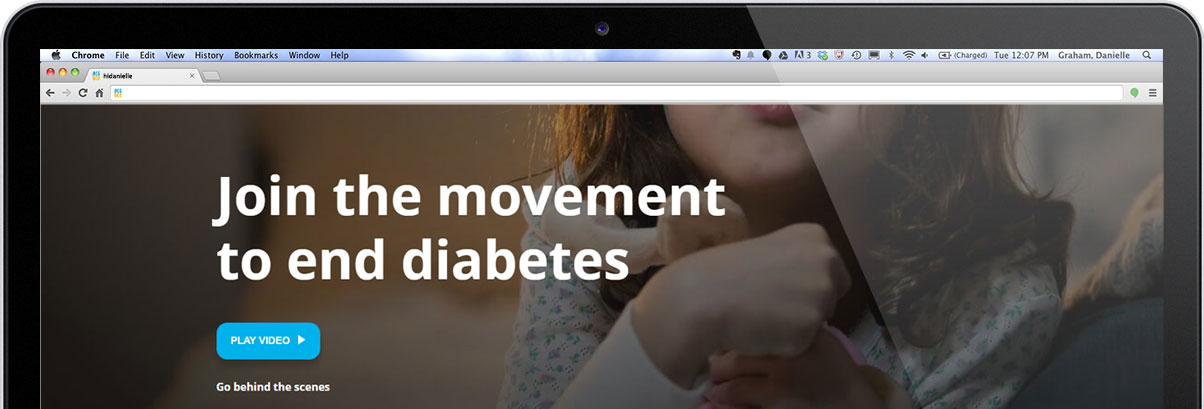 Chrome File Edit View History Bookmarks Window Help 3 (Charged) Tue 12:07 PM Graham, Danielle
hidanielle
Join the movement
to end diabetes
PLAY VIDEO
Go behind the scenes